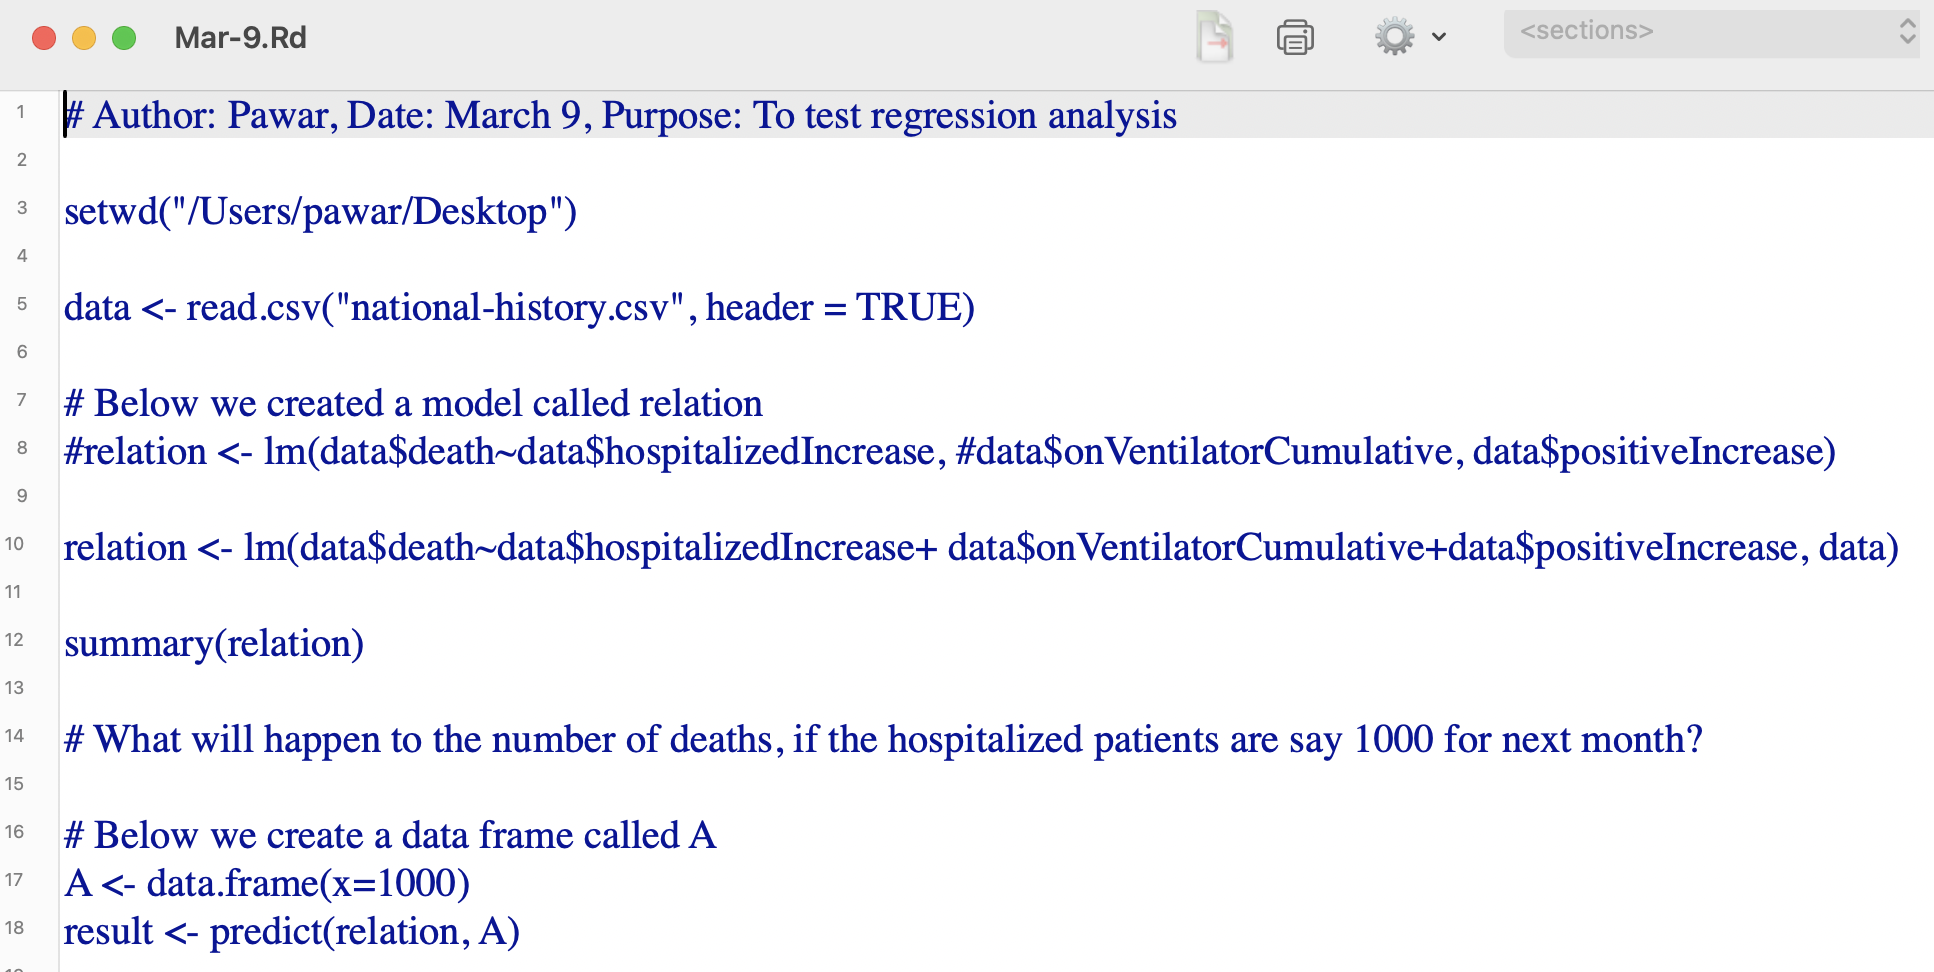 Mar-9.Rd
<sections>
1 # Author: Pawar, Date: March 9, Purpose: To test regression analysis
2
3 setwd("/Users/pawar/Desktop")
4
5 data <- read.csv("national-history.csv", header = TRUE)
6
7 # Below we created a model called relation
8 #relation <- lm(data$death~data$hospitalizedIncrease, #data$onVentilatorCumulative, data$positiveIncrease)
9
10 relation <- lm(data$death~data$hospitalizedIncrease+ data$onVentilatorCumulative+data$positiveIncrease, data)
11
12 summary(relation)
13
14 # What will happen to the number of deaths, if the hospitalized patients are say 1000 for next month?
15
16 # Below we create a data frame called A
17 A <- data.frame(x=1000)
18 result <- predict(relation, A)